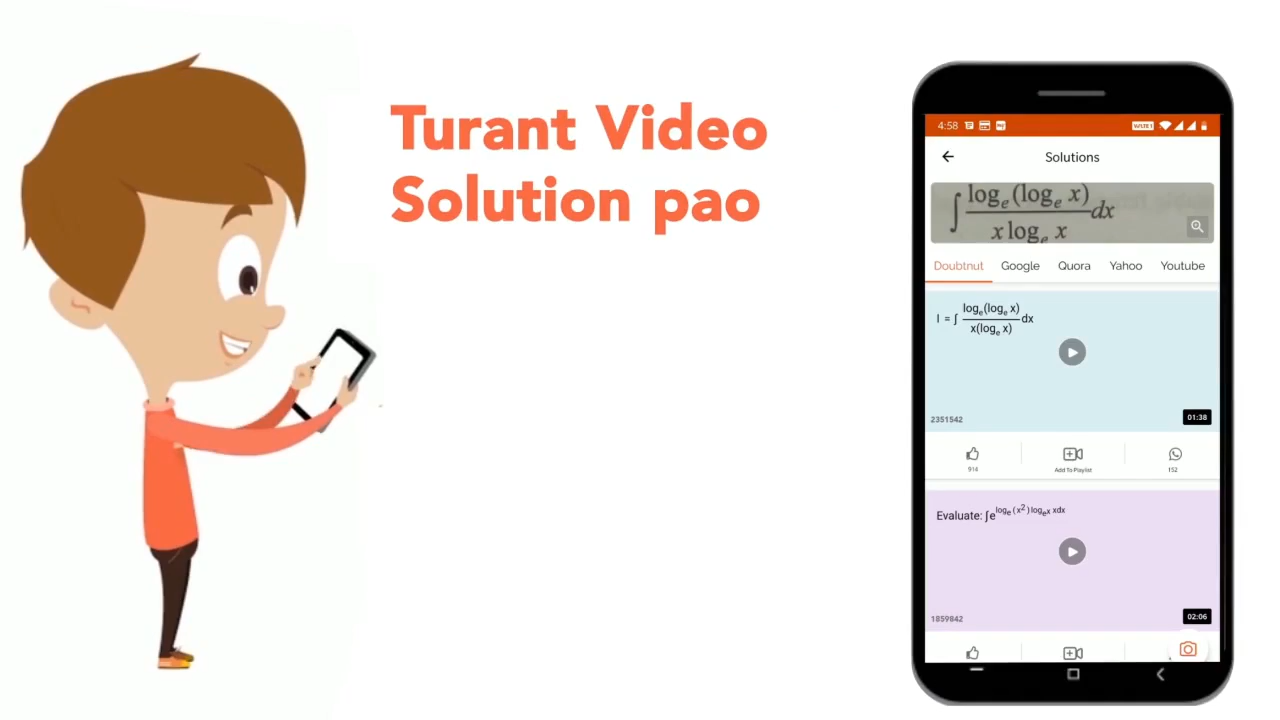 Turant Video
Solution pao
4:58
VoLTE1
Solutions
∫ logₑ(logₑ x) / x logₑ x dx
Doubtnut Google Quora Yahoo Youtube
I = ∫ logₑ(logₑ x) / x(logₑ x) dx
2351542 01:38
914 Add To Playlist 152
Evaluate: ∫e^logₑ(x²)logₑx xdx
1859842 02:06